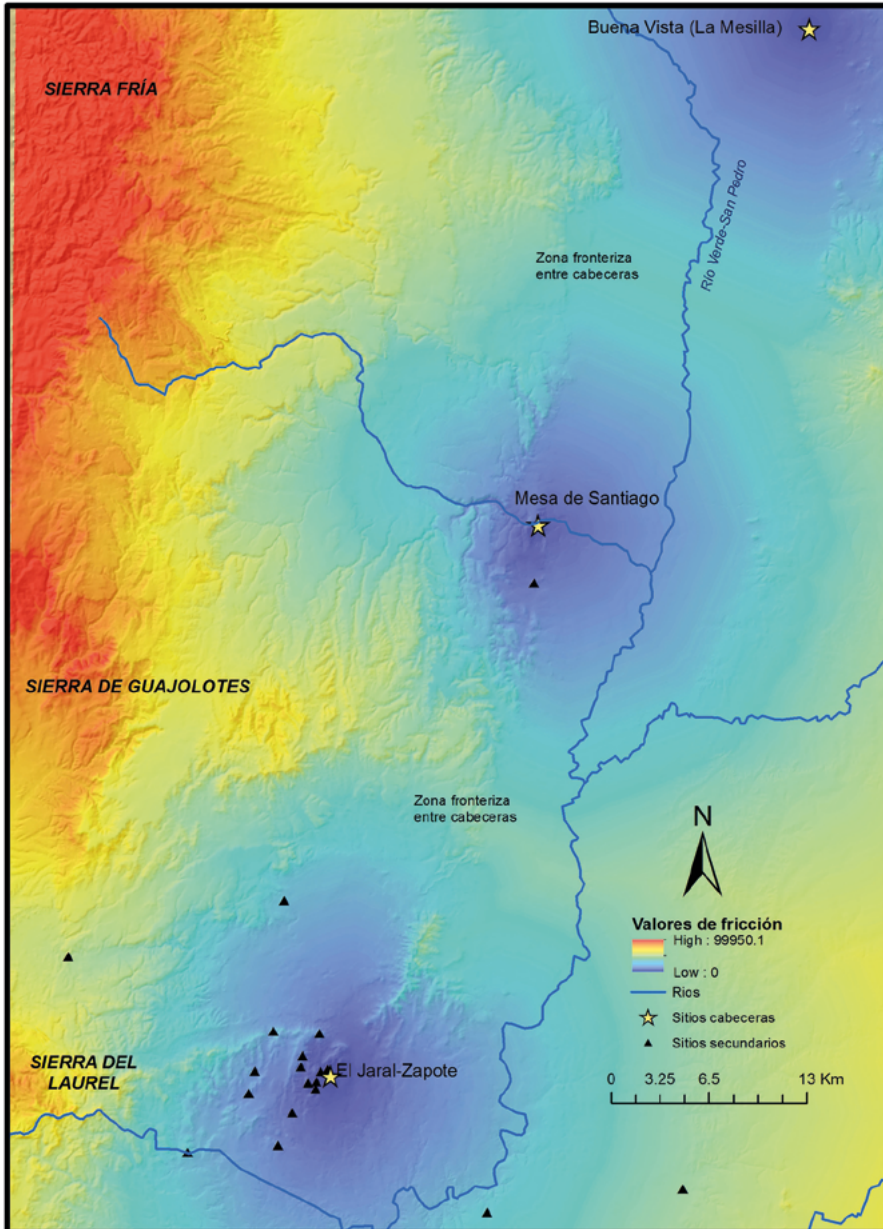 Buena Vista (La Mesilla)
SIERRA FRÍA
Río Verde-San Pedro
Zona fronteriza
entre cabeceras
Mesa de Santiago
SIERRA DE GUAJOLOTES
Zona fronteriza
entre cabeceras
N
Valores de fricción
High : 99950.1
Low : 0
Rios
Sitios cabeceras
Sitios secundarios
SIERRA DEL
LAUREL
El Jaral-Zapote
0 3.25 6.5 13 Km